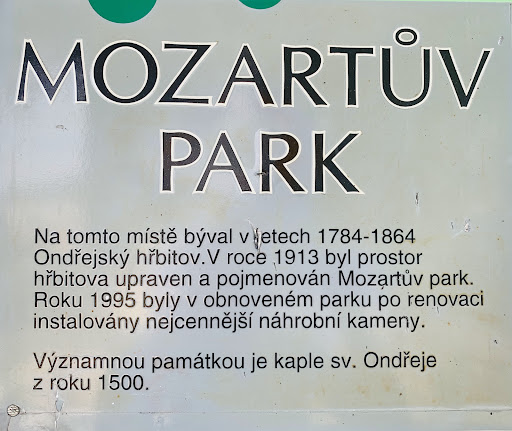 MOZARTŮV
PARK
Na tomto místě býval v letech 1784-1864
Ondřejský hřbitov.V roce 1913 byl prostor
hřbitova upraven a pojmenován Mozartův park.
Roku 1995 byly v obnoveném parku po renovaci
instalovány nejcennější náhrobní kameny.
Významnou památkou je kaple sv. Ondřeje
z roku 1500.